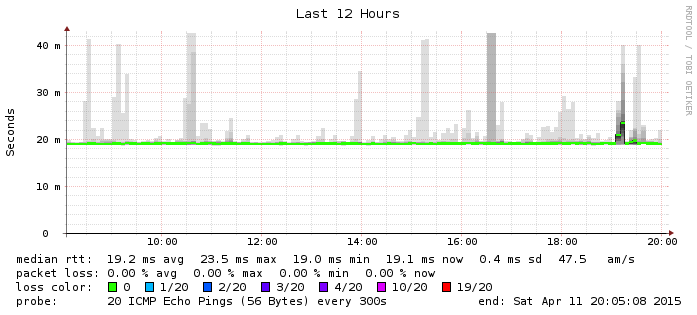 Last 12 Hours
RRDTOOL / TOBI OETIKER
Seconds
40 m
30 m
20 m
10 m
0
10:00 12:00 14:00 16:00 18:00 20:00
median rtt: 19.2 ms avg 23.5 ms max 19.0 ms min 19.1 ms now 0.4 ms sd 47.5 am/s
packet loss: 0.00 % avg 0.00 % max 0.00 % min 0.00 % now
loss color: 0 1/20 2/20 3/20 4/20 10/20 19/20
probe: 20 ICMP Echo Pings (56 Bytes) every 300s end: Sat Apr 11 20:05:08 2015